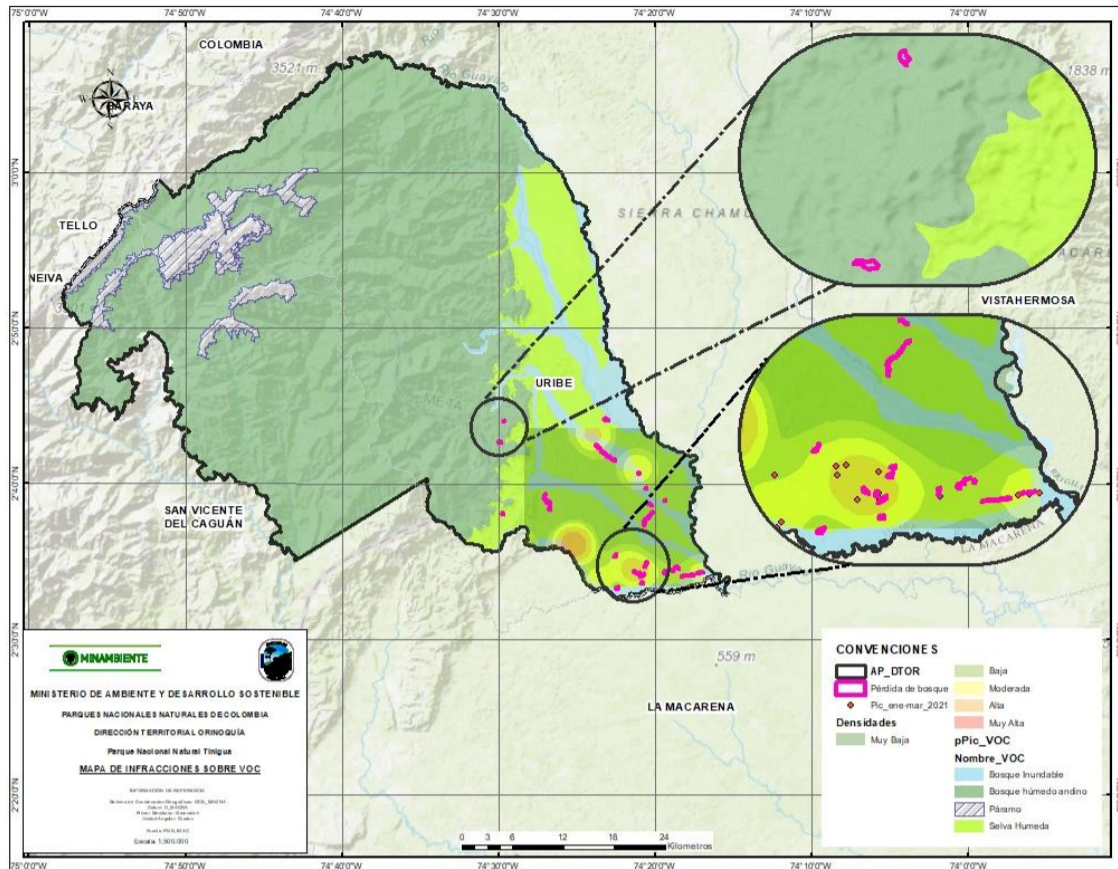 75°0'0"W 74°50'0"W 74°40'0"W 74°30'0"W 74°20'0"W 74°10'0"W 74°0'0"W
COLOMBIA
3521 m
1838 m
N
W
BARAYA
Rio Guayabero
3°0'0"N
SIERRA CHAM
TELLO
NEIVA
VISTAHERMOSA
2°50'0"N
META
URIBE
2°40'0"N
SAN VICENTE
DEL CAGUÁN
LA MACARENA
2°30'0"N
559 m
LA MACARENA
2°20'0"N
MINAMBIENTE
MINISTERIO DE AMBIENTE Y DESARROLLO SOSTENIBLE
PARQUES NACIONALES NATURALES DE COLOMBIA
DIRECCIÓN TERRITORIAL ORINOQUÍA
Parque Nacional Natural Tinigua
MAPA DE INFRACCIONES SOBRE VOC
INFORMACIÓN DE REFERENCIA
Escala: 1:500.000
CONVENCIONES
AP_DTOR
Pérdida de bosque
Pic_ene-mar_2021
Densidades
Muy Baja
Baja
Moderada
Alta
Muy Alta
pPic_VOC
Nombre_VOC
Bosque Inundable
Bosque húmedo andino
Páramo
Selva Humeda
0 3 6 12 18 24
Kilometros
75°0'0"W 74°50'0"W 74°40'0"W 74°30'0"W 74°20'0"W 74°10'0"W 74°0'0"W